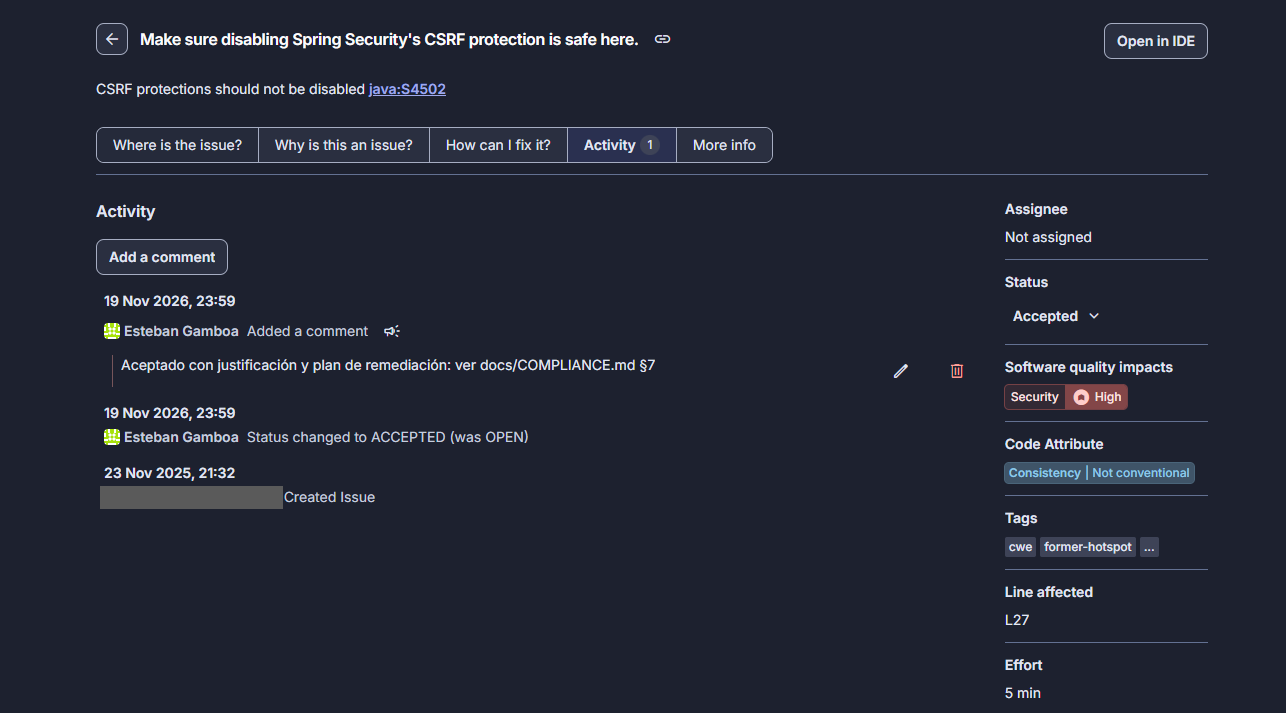 Make sure disabling Spring Security's CSRF protection is safe here.
Open in IDE
CSRF protections should not be disabled java:S4502
Where is the issue?
Why is this an issue?
How can I fix it?
Activity 1
More info
Activity
Add a comment
19 Nov 2026, 23:59
Esteban Gamboa Added a comment
Aceptado con justificación y plan de remediación: ver docs/COMPLIANCE.md §7
19 Nov 2026, 23:59
Esteban Gamboa Status changed to ACCEPTED (was OPEN)
23 Nov 2025, 21:32
Created Issue
Assignee
Not assigned
Status
Accepted
Software quality impacts
Security High
Code Attribute
Consistency | Not conventional
Tags
cwe former-hotspot ...
Line affected
L27
Effort
5 min